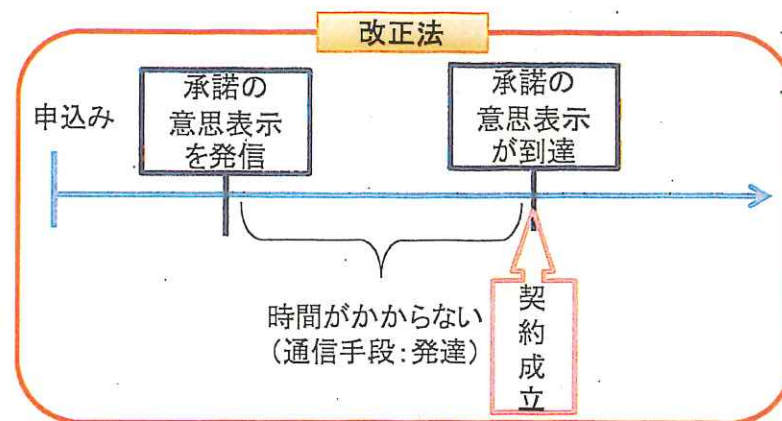 改正法
申込み
承諾の
意思表示
を発信
承諾の
意思表示
が到達
時間がかからない
（通信手段：発達）
契
約
成
立